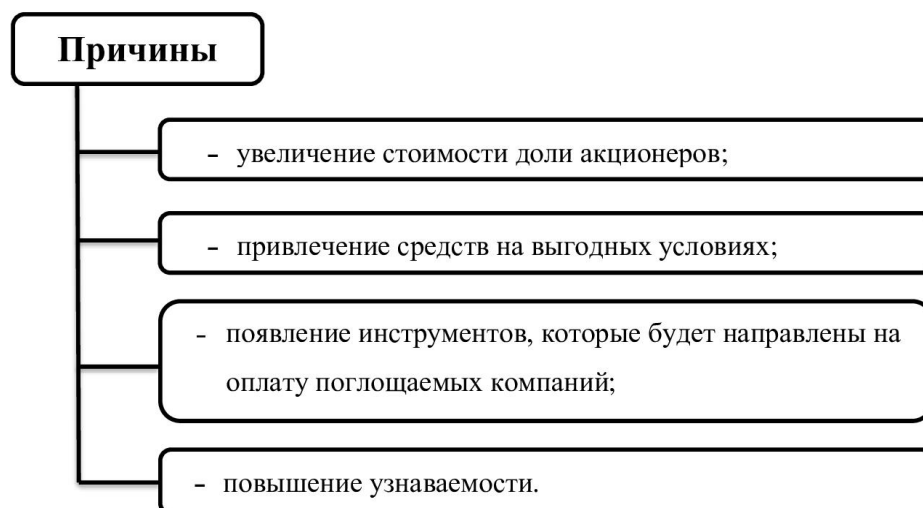 Причины
- увеличение стоимости доли акционеров;
- привлечение средств на выгодных условиях;
- появление инструментов, которые будет направлены на
оплату поглощаемых компаний;
- повышение узнаваемости.